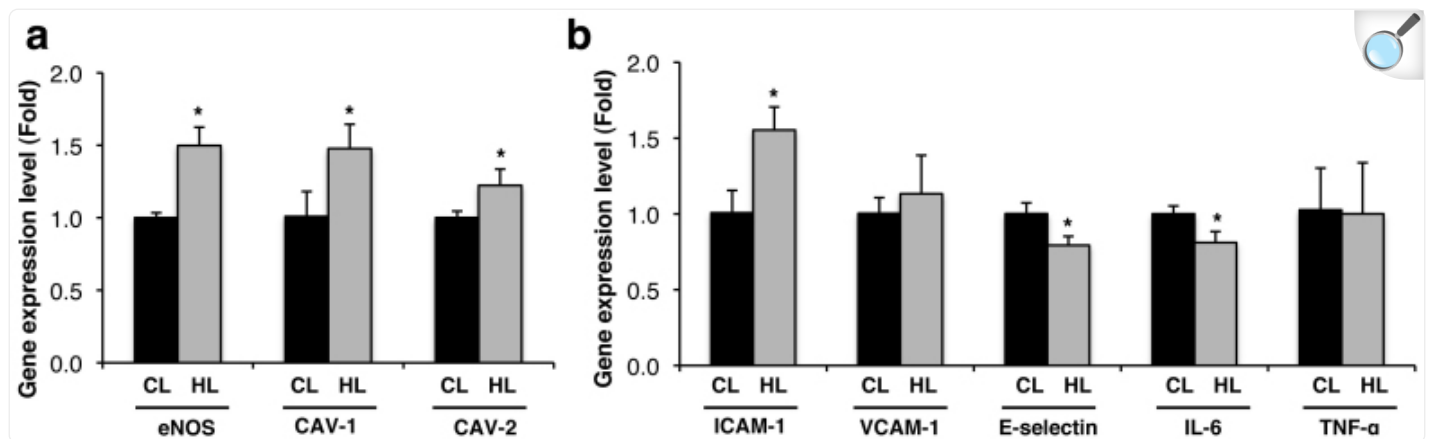 a
Gene expression level (Fold)
2.0
1.5
1.0
0.5
0.0
*
*
*
CL HL CL HL CL HL
eNOS CAV-1 CAV-2
b
Gene expression level (Fold)
2.0
1.5
1.0
0.5
0.0
*
*
*
CL HL CL HL CL HL CL HL CL HL
ICAM-1 VCAM-1 E-selectin IL-6 TNF-α